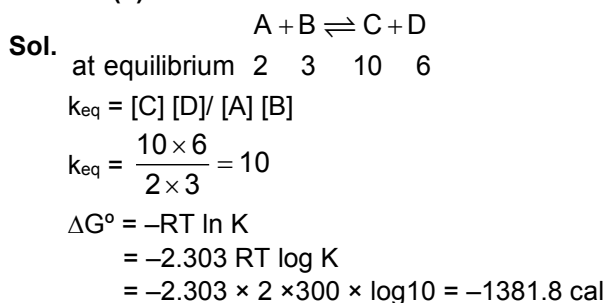 A + B ⇌ C + D
Sol.
at equilibrium 2 3 10 6
keq = [C] [D]/ [A] [B]
keq = 10 × 6 / 2 × 3 = 10
∆Gº = –RT ln K
= –2.303 RT log K
= –2.303 × 2 ×300 × log10 = –1381.8 cal